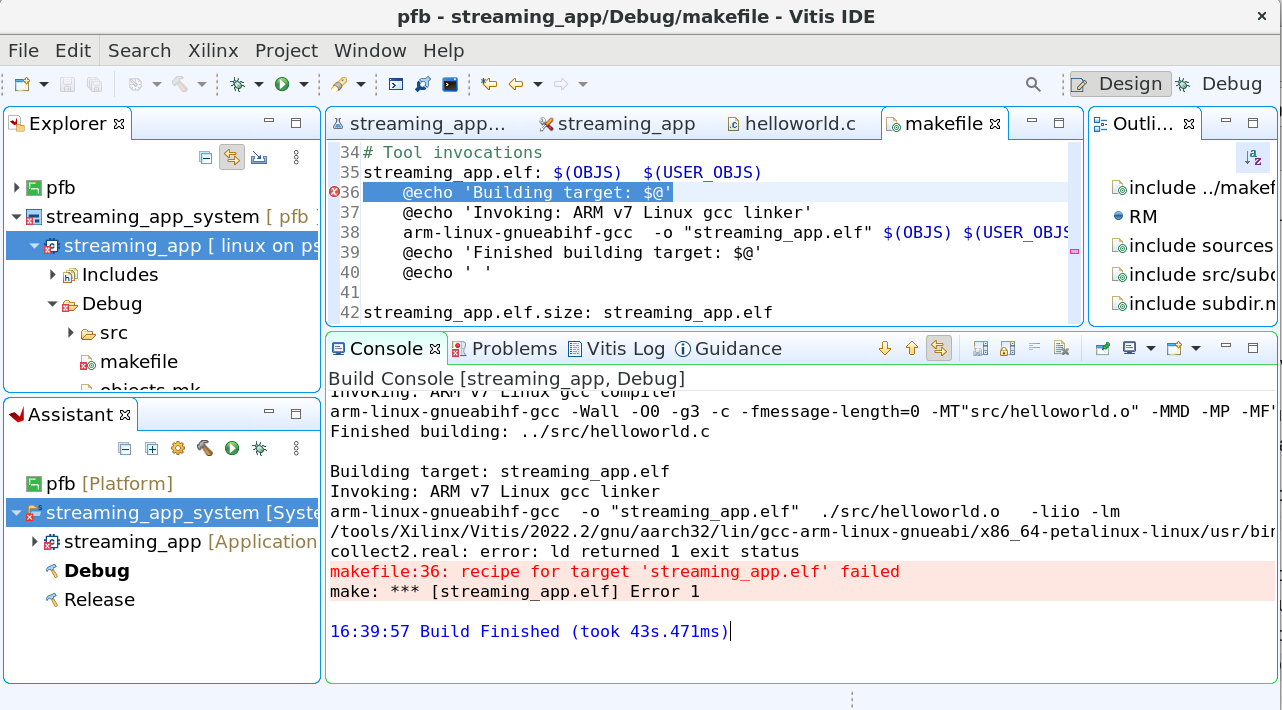 pfb - streaming_app/Debug/makefile - Vitis IDE
File Edit Search Xilinx Project Window Help
Design Debug
Explorer
pfb
streaming_app_system [ pfb
streaming_app [ linux on ps
Includes
Debug
src
makefile
objects.mk
Assistant
pfb [Platform]
streaming_app_system [Syste
streaming_app [Application
Debug
Release
streaming_app... streaming_app helloworld.c makefile
34 # Tool invocations
35 streaming_app.elf: $(OBJS)  $(USER_OBJS)
36     @echo 'Building target: $@'
37     @echo 'Invoking: ARM v7 Linux gcc linker'
38     arm-linux-gnueabihf-gcc  -o "streaming_app.elf" $(OBJS) $(USER_OBJS
39     @echo 'Finished building target: $@'
40     @echo ' '
41
42 streaming_app.elf.size: streaming_app.elf
Outli...
include ../makef
RM
include sources
include src/subd
include subdir.m
Console Problems Vitis Log Guidance
Build Console [streaming_app, Debug]
Invoking: ARM v7 Linux gcc compiler
arm-linux-gnueabihf-gcc -Wall -O0 -g3 -c -fmessage-length=0 -MT"src/helloworld.o" -MMD -MP -MF"
Finished building: ../src/helloworld.c
Building target: streaming_app.elf
Invoking: ARM v7 Linux gcc linker
arm-linux-gnueabihf-gcc  -o "streaming_app.elf"  ./src/helloworld.o   -liio -lm
/tools/Xilinx/Vitis/2022.2/gnu/aarch32/lin/gcc-arm-linux-gnueabi/x86_64-petalinux-linux/usr/bin
collect2.real: error: ld returned 1 exit status
makefile:36: recipe for target 'streaming_app.elf' failed
make: *** [streaming_app.elf] Error 1
16:39:57 Build Finished (took 43s.471ms)